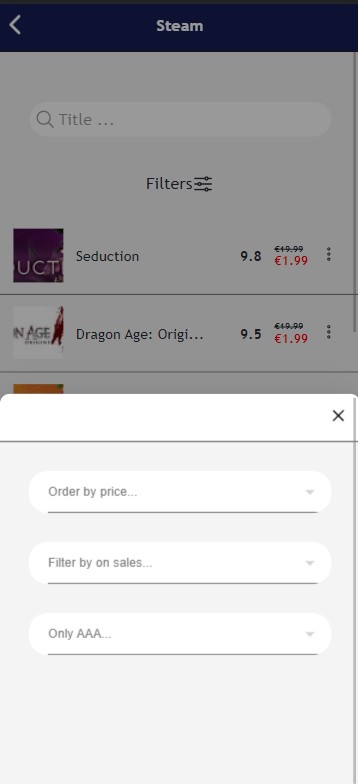 Steam
Title ...
Filters
UCT
Seduction
9.8
€19.99
€1.99
N AGE
ORIGINS
Dragon Age: Origi...
9.5
€19.99
€1.99
Order by price...
Filter by on sales...
Only AAA...